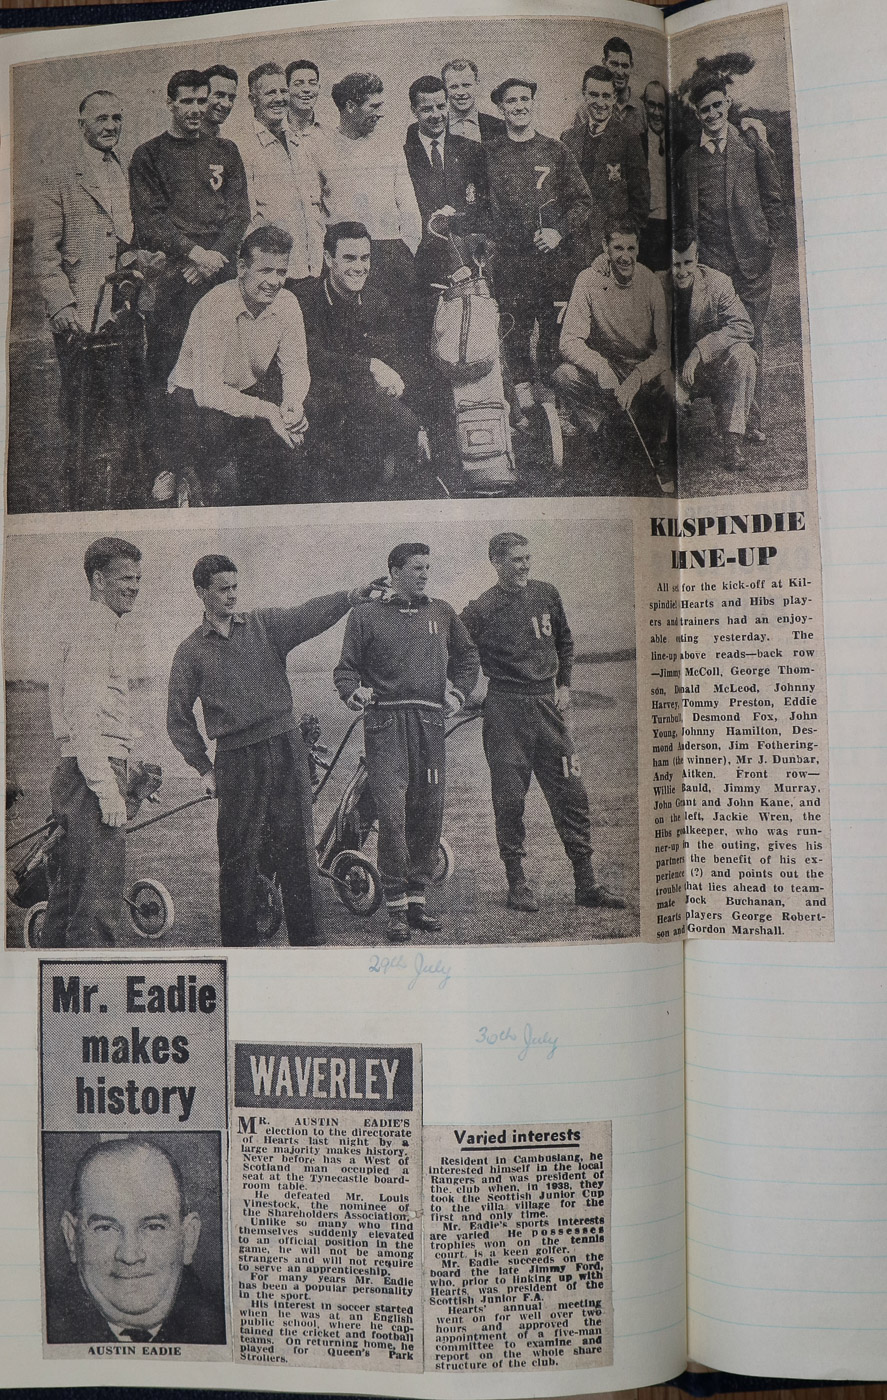 3
7
7
KILSPINDIE
LINE-UP
All for the kick-off at Kil-
spindie! Hearts and Hibs play-
ers and trainers had an enjoy-
able outing yesterday. The
line-up above reads—back row
—Jimmy McColl, George Thom-
son, Donald McLeod, Johnny
Harvey, Tommy Preston, Eddie
Turnbull, Desmond Fox, John
Young, Johnny Hamilton, Des-
mond Anderson, Jim Fothering-
ham (the winner), Mr J. Dunbar,
Andy Aitken. Front row—
Willie Bauld, Jimmy Murray,
John Grant and John Kane, and
on the left, Jackie Wren, the
Hibs goalkeeper, who was run-
ner-up in the outing, gives his
partners the benefit of his ex-
perience (?) and points out the
trouble that lies ahead to team-
mate Jock Buchanan, and
Hearts players George Robert-
son and Gordon Marshall.
11
11
15
15
29th July
30th July
Mr. Eadie
makes
history
AUSTIN EADIE
WAVERLEY
MR. AUSTIN EADIE'S
election to the directorate
of Hearts last night by a
large majority makes history.
Never before has a West of
Scotland man occupied a
seat at the Tynecastle board-
room table.
He defeated Mr. Louis
Vinestock, the nominee of
the Shareholders Association.
Unlike so many who find
themselves suddenly elevated
to an official position in the
game, he will not be among
strangers and will not require
to serve an apprenticeship.
For many years Mr. Eadie
has been a popular personality
in the sport.
His interest in soccer started
when he was at an English
public school, where he cap-
tained the cricket and football
teams. On returning home, he
played for Queen's Park
Strollers.
Varied interests
Resident in Cambuslang, he
interested himself in the local
Rangers and was president of
the club when, in 1938, they
took the Scottish Junior Cup
to the villa village for the
first and only time.
Mr. Eadie's sports interests
are varied. He possesses
trophies won on the tennis
court, is a keen golfer.
Mr. Eadie succeeds on the
board the late Jimmy Ford,
who, prior to linking up with
Hearts, was president of the
Scottish Junior F.A.
Hearts' annual meeting
went on for well over two
hours and approved the
appointment of a five-man
committee to examine and
report on the whole share
structure of the club.